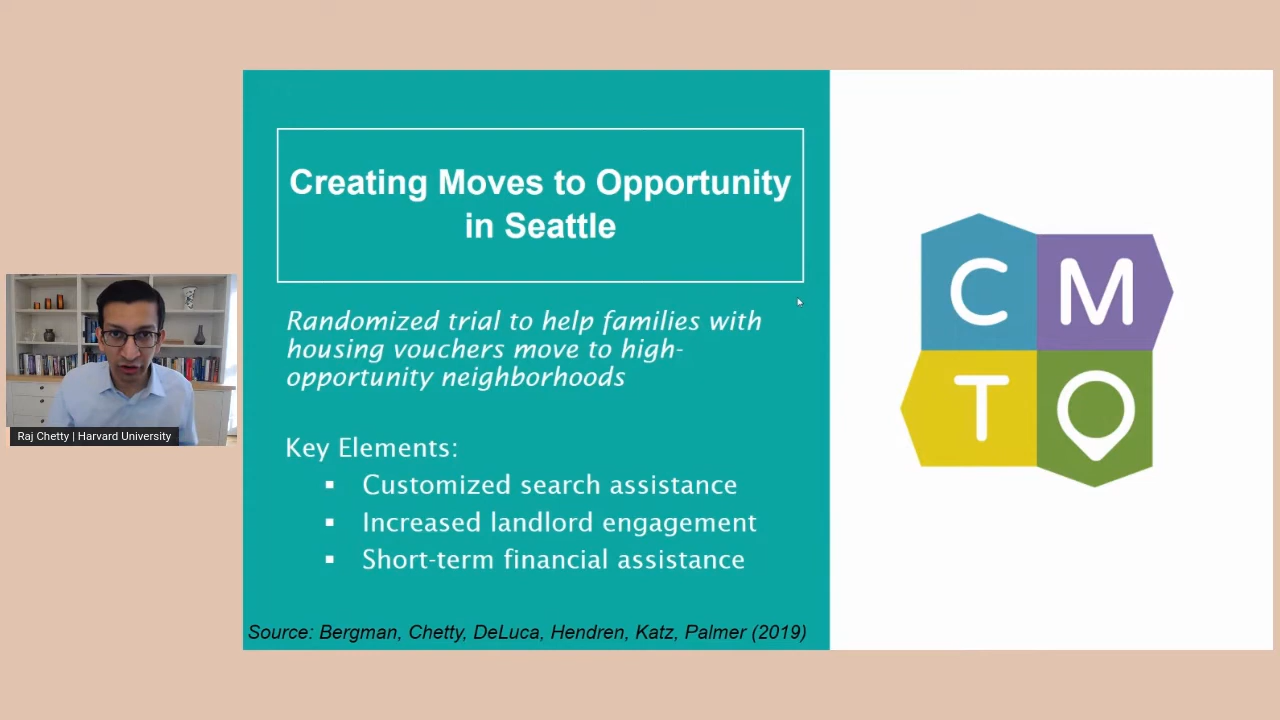 Creating Moves to Opportunity
in Seattle
Randomized trial to help families with
housing vouchers move to high-
opportunity neighborhoods
Key Elements:
▪ Customized search assistance
▪ Increased landlord engagement
▪ Short-term financial assistance
Source: Bergman, Chetty, DeLuca, Hendren, Katz, Palmer (2019)
C M
T O
Raj Chetty | Harvard University